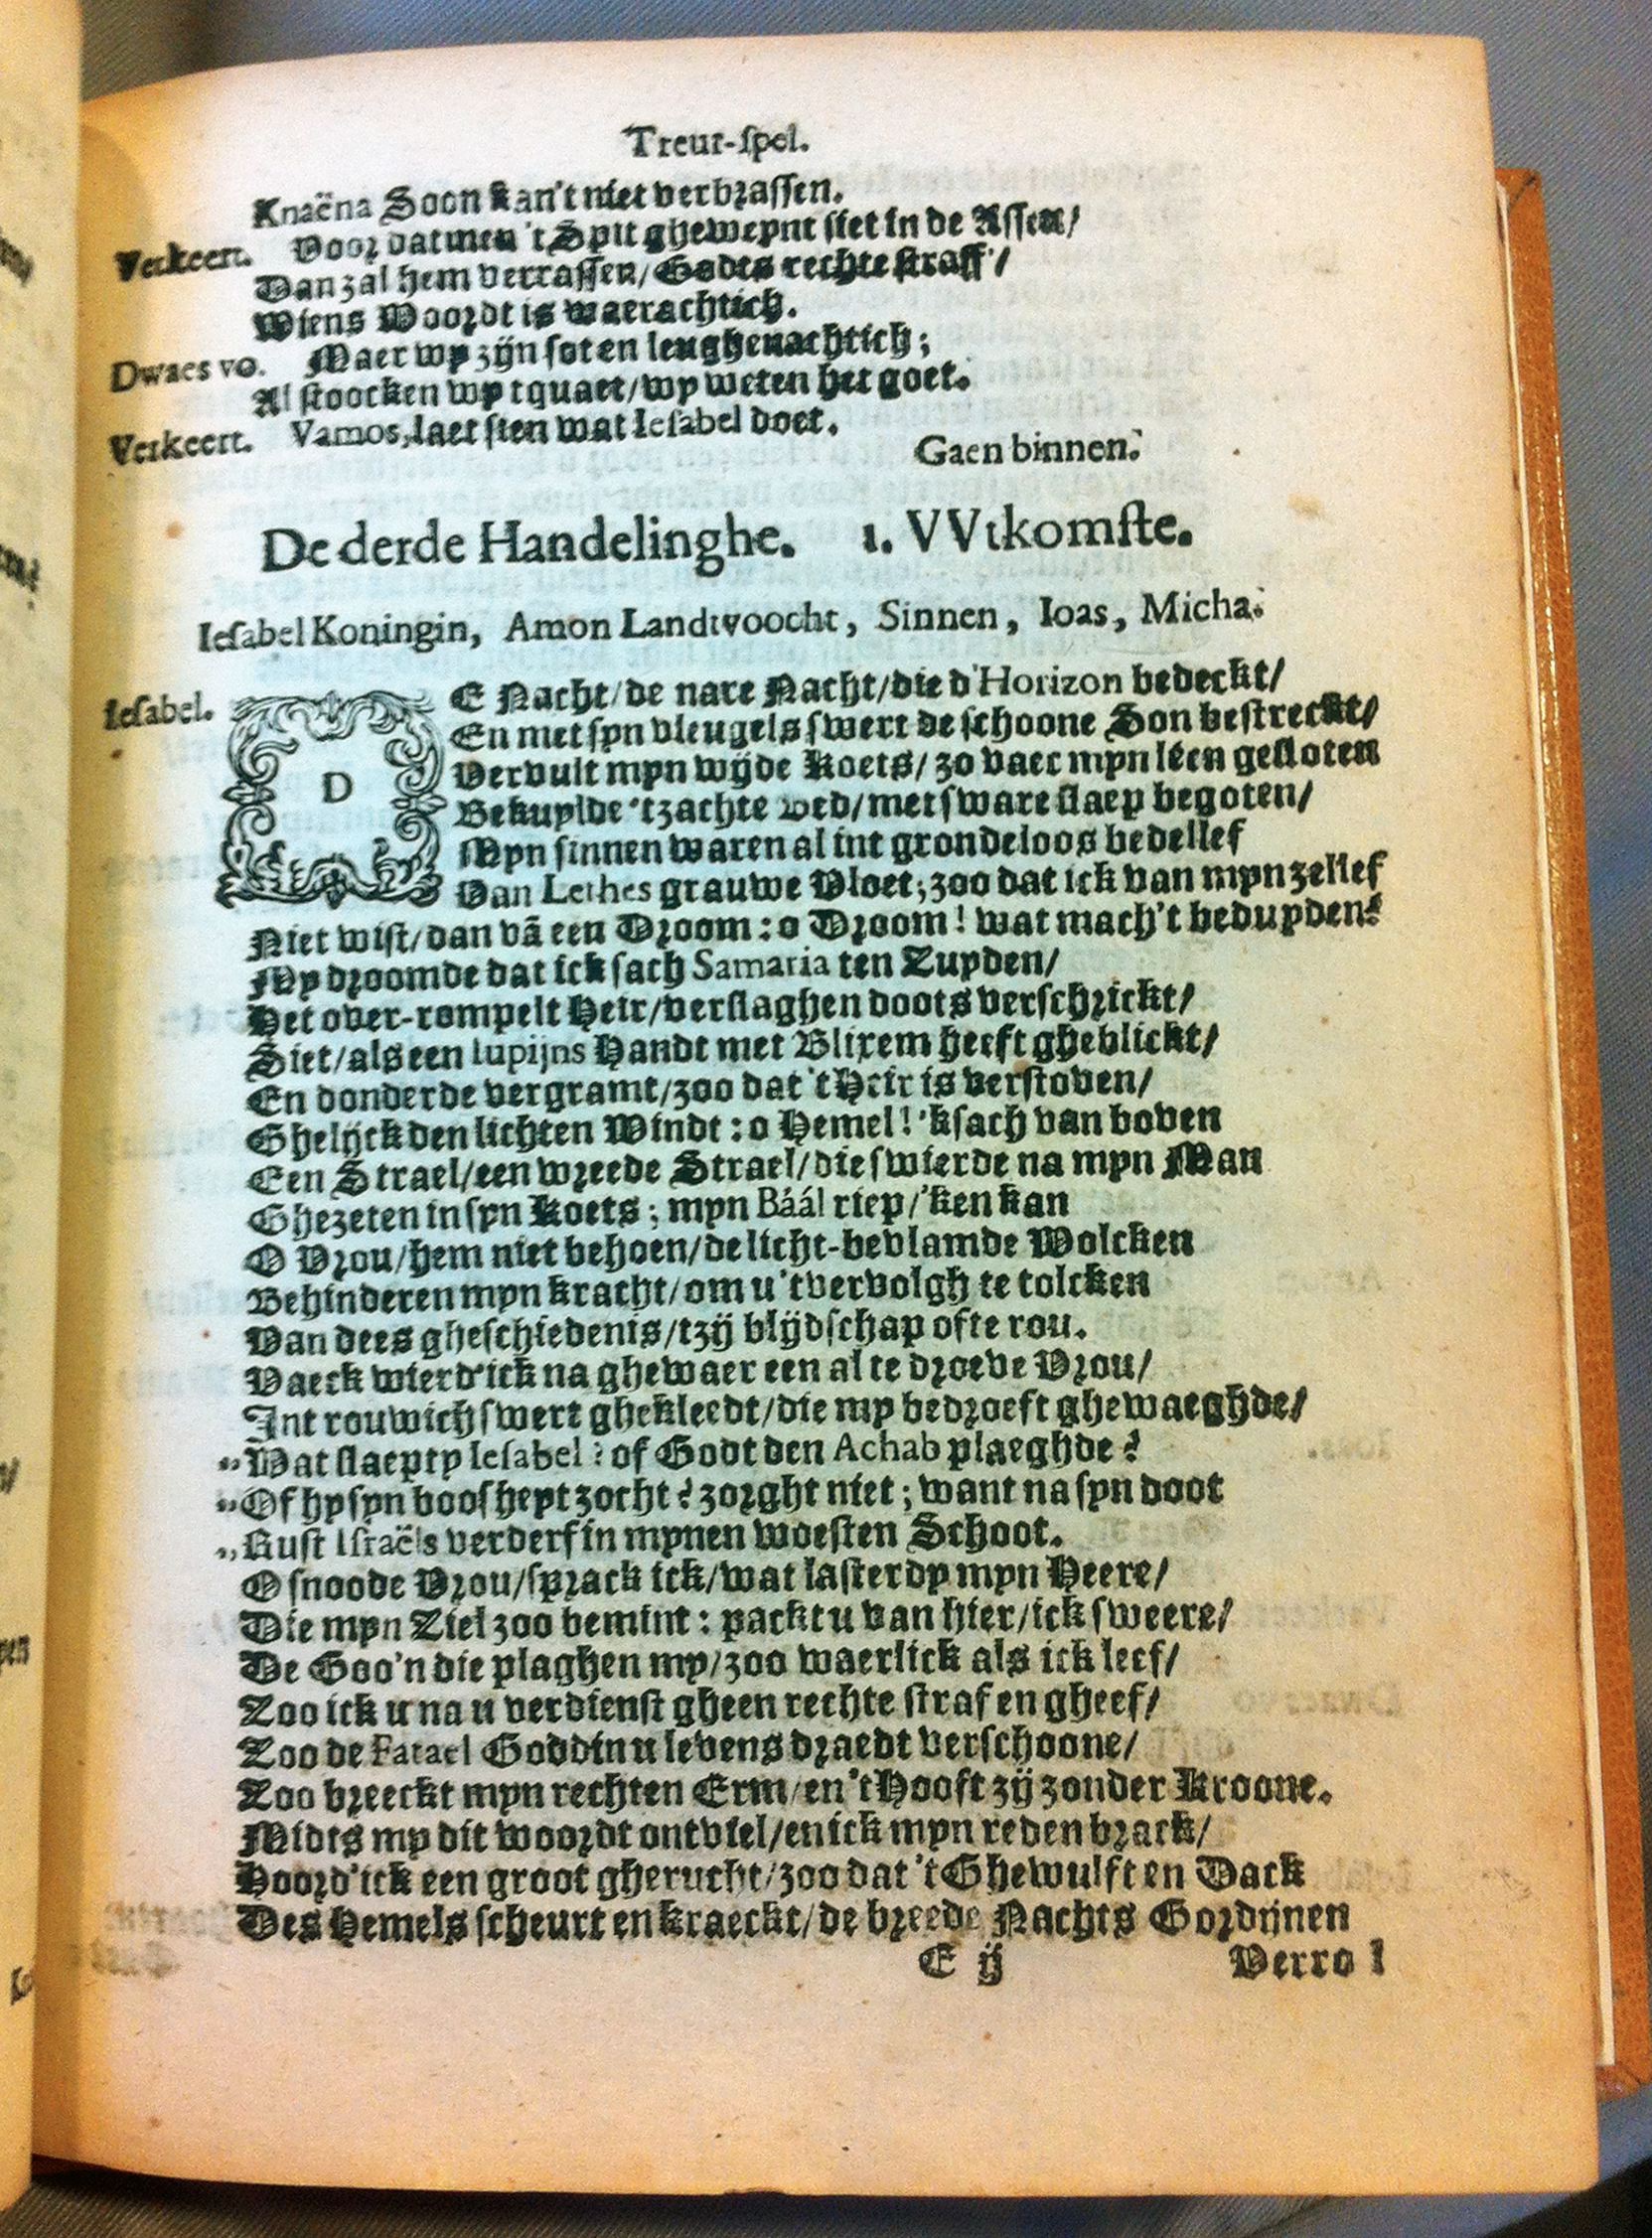 Treur-spel.
Knaëna Soon kan't niet verbrassen.
Verkeert. Voor datmen 't Spit ghewepnt siet in de Assen/
Dan zal hem verrassen/Godts rechte straff'/
Wiens Woordt is waerachtich.
Dwaes vo. Maer wy zijn sot en leughenachtich;
Al stoocken wy tquaet/wy weten het goet.
Verkeert. Vamos, laet sien wat Iesabel doet.
Gaen binnen.
De derde Handelinghe. 1. VVtkomste.
Iesabel Koningin, Amon Landtvoocht, Sinnen, Ioas, Micha.
Iesabel. DE Nacht/de nare Nacht/die d'Horizon bedeckt/
En met syn vleugels swert de schoone Son bestreckt/
Vervult myn wijde Koets/ zo vaec myn léen gesloten
Bekuylde 'tzachte bed/met sware slaep begoten/
Myn sinnen waren al int grondeloos bedellef
Van Lethes grauwe Vloet; zoo dat ick van myn zellef
Niet wist/dan vā een Droom: o Droom! wat mach't beduyden?
My droomde dat ick sach Samaria ten Zuyden/
Het over-rompelt Heir/verslaghen doots verschrickt/
Siet/als een Iupijns Handt met Blixem heeft gheblickt/
En donderde vergramt/zoo dat 't Heir is verstoven/
Ghelijck den lichten Windt: o Hemel! 'ksach van boven
Een Strael/een wreede Strael/die swierde na myn Man
Ghezeten in syn Koets; myn Báál riep/'ken kan
O Vrou/hem niet behoen/de licht-bevlamde Wolcken
Behinderen myn kracht/om u 'tvervolgh te tolcken
Van dees gheschiedenis/tzij blijdschap ofte rou.
Vaeck wierd'ick na ghewaer een al te droeve Vrou/
Int rouwich swert ghekleedt/die my bedroeft ghewaeghde/
„Wat slaepty Iesabel? of Godt den Achab plaeghde?
„Of hy syn boosheyt zocht? zorght niet; want na syn doot
„Rust Israëls verderf in mynen woesten Schoot.
O snoode Vrou/sprack ick/wat lasterdy myn Heere/
Die myn Ziel zoo bemint: packt u van hier/ick sweere/
De Goo'n die plaghen my/zoo waerlick als ick leef/
Zoo ick u na u verdienst gheen rechte straf en gheef/
Zoo de Fatael Goddin u levens draedt verschoone/
Zoo breeckt myn rechten Erm/en 't Hooft zij zonder Kroone.
Midts my dit woordt ontviel/en ick myn reden brack/
Hoord'ick een groot gherucht/zoo dat 't Ghewulft en Dack
Des Hemels scheurt en kraeckt/de breede Nachts Gordijnen
E ij Verro l